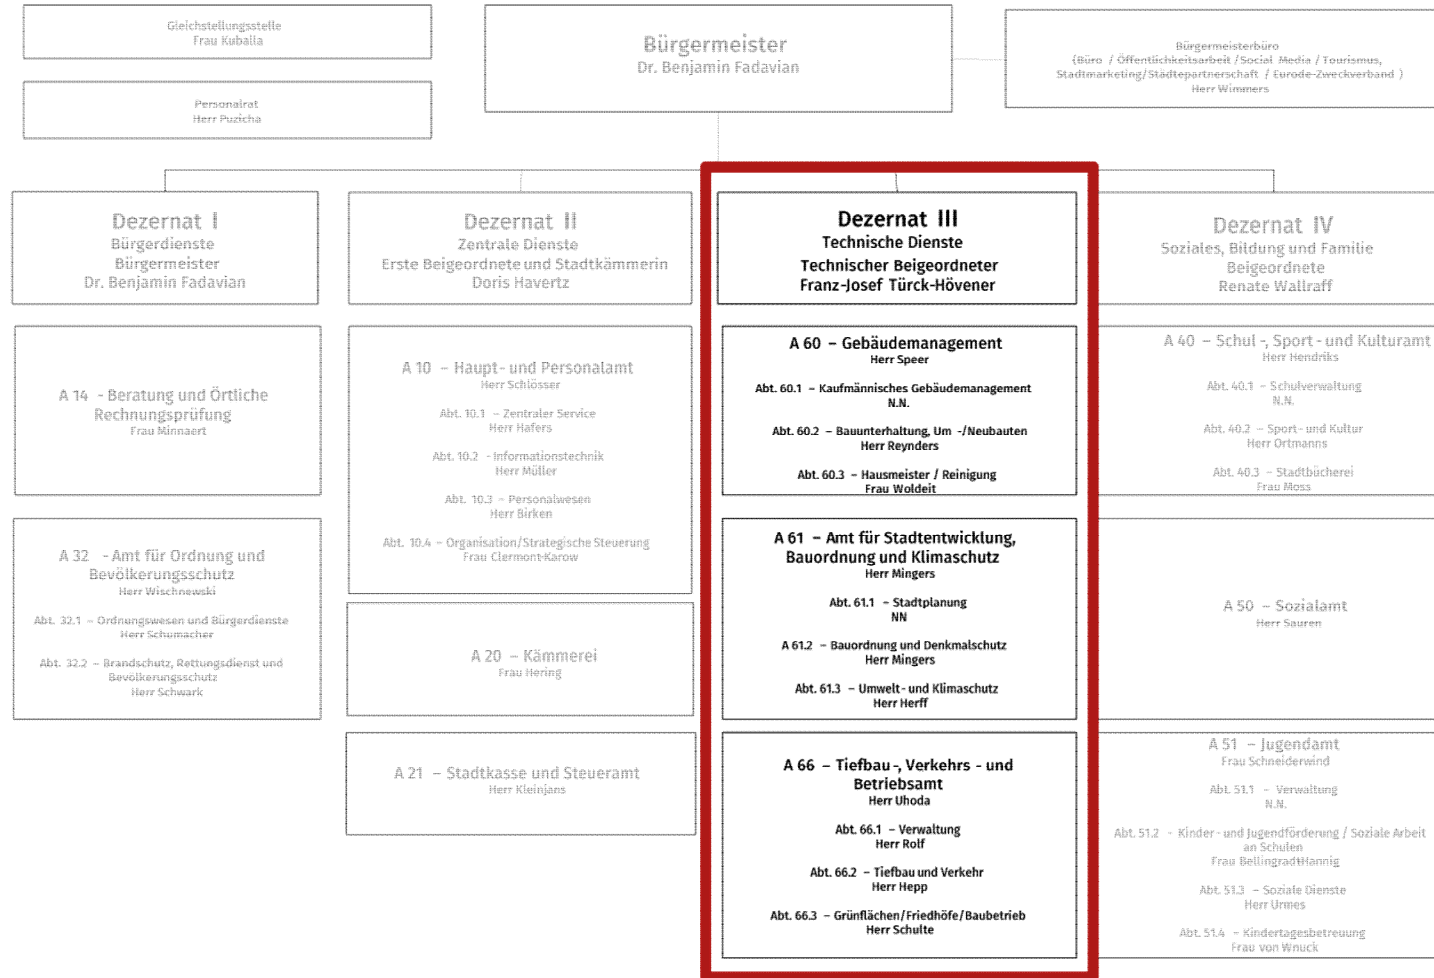 Gleichstellungsstelle
Frau Kuballa
Personalrat
Herr Puzicha
Bürgermeister
Dr. Benjamin Fadavian
Bürgermeisterbüro
(Büro / Öffentlichkeitsarbeit /Social Media / Tourismus,
Stadtmarketing/Städtepartnerschaft / Eurode-Zweckverband )
Herr Wimmers
Dezernat I
Bürgerdienste
Bürgermeister
Dr. Benjamin Fadavian
A 14 - Beratung und Örtliche
Rechnungsprüfung
Frau Minnaert
A 32 - Amt für Ordnung und
Bevölkerungsschutz
Herr Wischnewski
Abt. 32.1 – Ordnungswesen und Bürgerdienste
Herr Schumacher
Abt. 32.2 – Brandschutz, Rettungsdienst und
Bevölkerungsschutz
Herr Schwark
Dezernat II
Zentrale Dienste
Erste Beigeordnete und Stadtkämmerin
Doris Havertz
A 10 – Haupt- und Personalamt
Herr Schlösser
Abt. 10.1 – Zentraler Service
Herr Hafers
Abt. 10.2 - Informationstechnik
Herr Müller
Abt. 10.3 – Personalwesen
Herr Birken
Abt. 10.4 – Organisation/Strategische Steuerung
Frau Clermont-Karow
A 20 – Kämmerei
Frau Hering
A 21 – Stadtkasse und Steueramt
Herr Kleinjans
Dezernat III
Technische Dienste
Technischer Beigeordneter
Franz-Josef Türck-Hövener
A 60 – Gebäudemanagement
Herr Speer
Abt. 60.1 – Kaufmännisches Gebäudemanagement
N.N.
Abt. 60.2 – Bauunterhaltung, Um -/Neubauten
Herr Reynders
Abt. 60.3 – Hausmeister / Reinigung
Frau Woldeit
A 61 – Amt für Stadtentwicklung,
Bauordnung und Klimaschutz
Herr Mingers
Abt. 61.1 – Stadtplanung
NN
A 61.2 – Bauordnung und Denkmalschutz
Herr Mingers
Abt. 61.3 – Umwelt- und Klimaschutz
Herr Herff
A 66 – Tiefbau-, Verkehrs - und
Betriebsamt
Herr Uhoda
Abt. 66.1 – Verwaltung
Herr Rolf
Abt. 66.2 – Tiefbau und Verkehr
Herr Hepp
Abt. 66.3 – Grünflächen/Friedhöfe/Baubetrieb
Herr Schulte
Dezernat IV
Soziales, Bildung und Familie
Beigeordnete
Renate Wallraff
A 40 – Schul -, Sport - und Kulturamt
Herr Hendriks
Abt. 40.1 – Schulverwaltung
N.N.
Abt. 40.2 – Sport- und Kultur
Herr Ortmanns
Abt. 40.3 – Stadtbücherei
Frau Moss
A 50 – Sozialamt
Herr Sauren
A 51 – Jugendamt
Frau Schneiderwind
Abt. 51.1 – Verwaltung
N.N.
Abt. 51.2 - Kinder- und Jugendförderung / Soziale Arbeit
an Schulen
Frau BellingradtHannig
Abt. 51.3 – Soziale Dienste
Herr Urmes
Abt. 51.4 – Kindertagesbetreuung
Frau von Wnuck